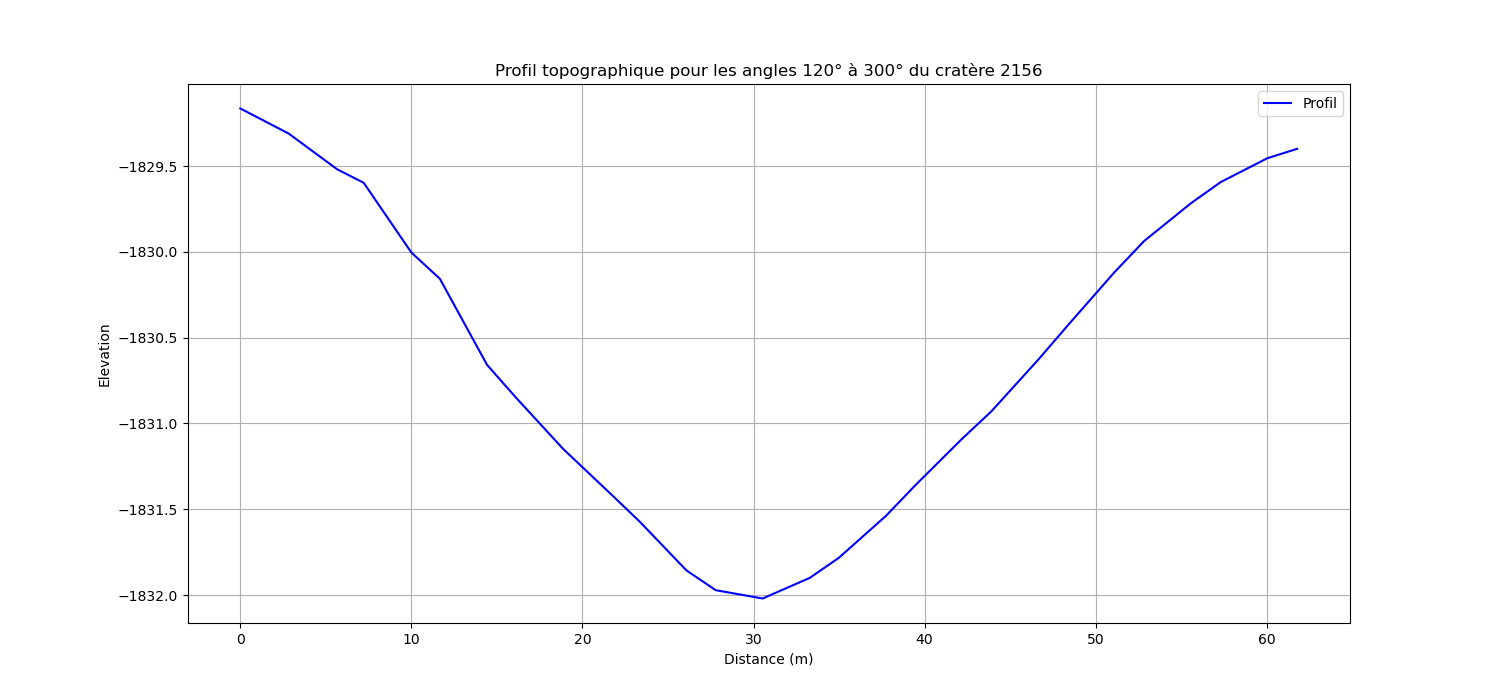 Profil topographique pour les angles 120° à 300° du cratère 2156
Profil
−1829.5
−1830.0
−1830.5
−1831.0
−1831.5
−1832.0
Elevation
0 10 20 30 40 50 60
Distance (m)